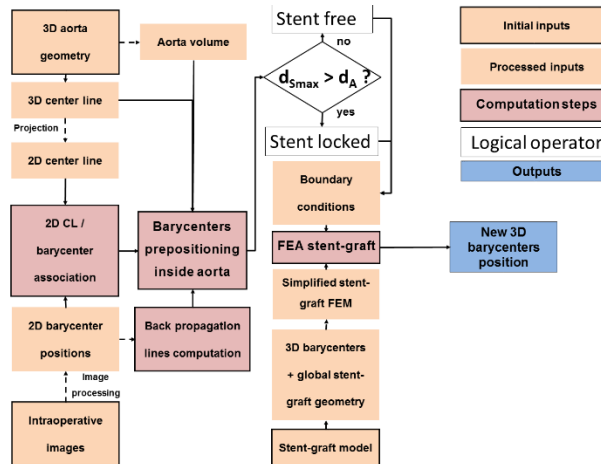 3D aorta
geometry
Aorta volume
3D center line
Projection
2D center line
2D CL /
barycenter
association
Barycenters
prepositioning
inside aorta
2D barycenter
positions
Back propagation
lines computation
Image
processing
Intraoperative
images
Stent free
no
dSmax > dA ?
yes
Stent locked
Boundary
conditions
FEA stent-graft
New 3D
barycenters
position
Simplified stent-
graft FEM
3D barycenters
+ global stent-
graft geometry
Stent-graft model
Initial inputs
Processed inputs
Computation steps
Logical operator
Outputs